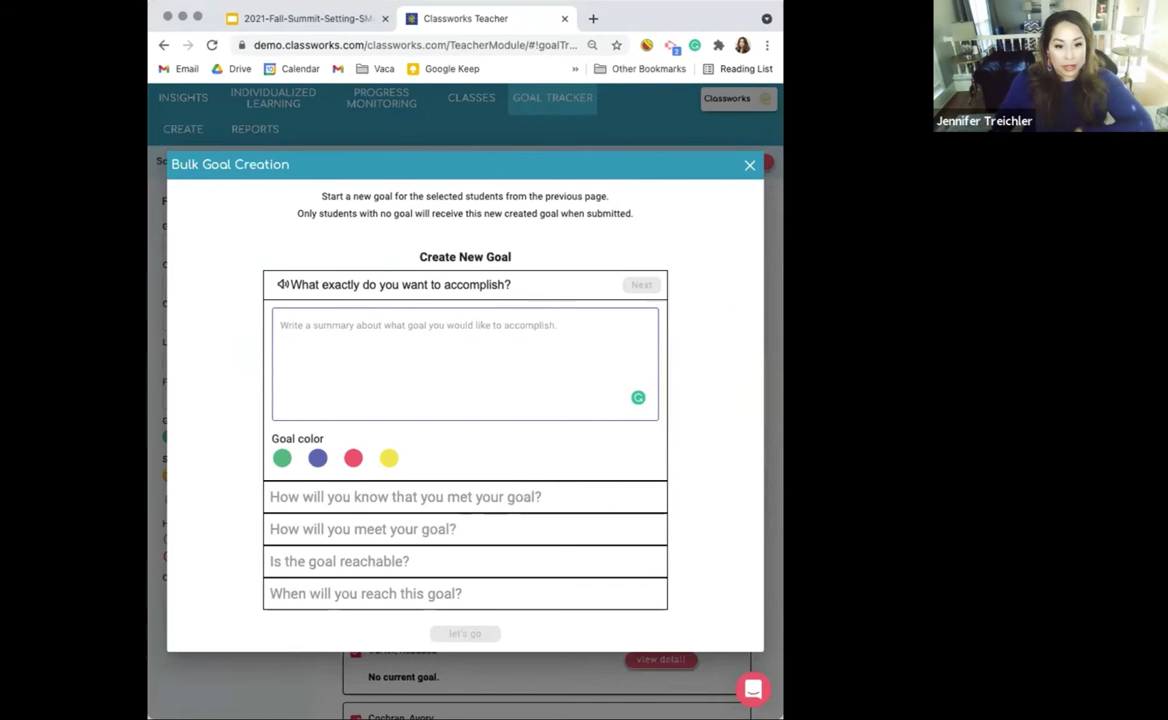 2021-Fall-Summit-Setting-SM
Classworks Teacher
demo.classworks.com/classworks.com/TeacherModule/#!goalTr...
2
Email
Drive
Calendar
Vaca
Google Keep
»
Other Bookmarks
Reading List
INSIGHTS
INDIVIDUALIZED
LEARNING
PROGRESS
MONITORING
CLASSES
GOAL TRACKER
Classworks
CREATE
REPORTS
Bulk Goal Creation
Start a new goal for the selected students from the previous page.
Only students with no goal will receive this new created goal when submitted.
Create New Goal
What exactly do you want to accomplish?
Next
Write a summary about what goal you would like to accomplish.
Goal color
How will you know that you met your goal?
How will you meet your goal?
Is the goal reachable?
When will you reach this goal?
let's go
view detail
No current goal.
Cochran, Avory
Jennifer Treichler